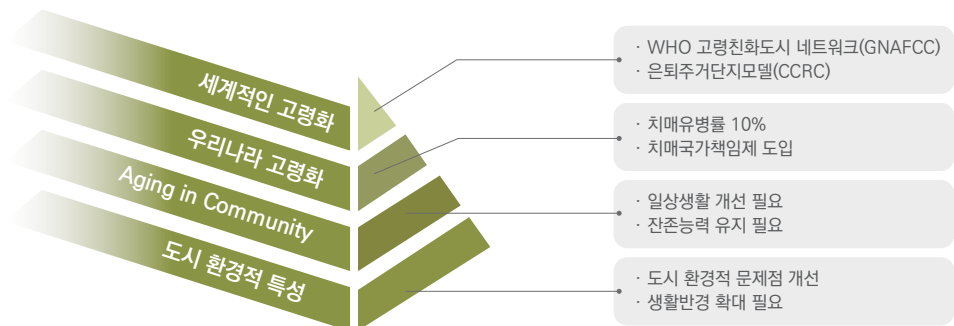 세계적인 고령화
· WHO 고령친화도시 네트워크(GNAFCC)
· 은퇴주거단지모델(CCRC)
우리나라 고령화
· 치매유병률 10%
· 치매국가책임제 도입
Aging in Community
· 일상생활 개선 필요
· 잔존능력 유지 필요
도시 환경적 특성
· 도시 환경적 문제점 개선
· 생활반경 확대 필요